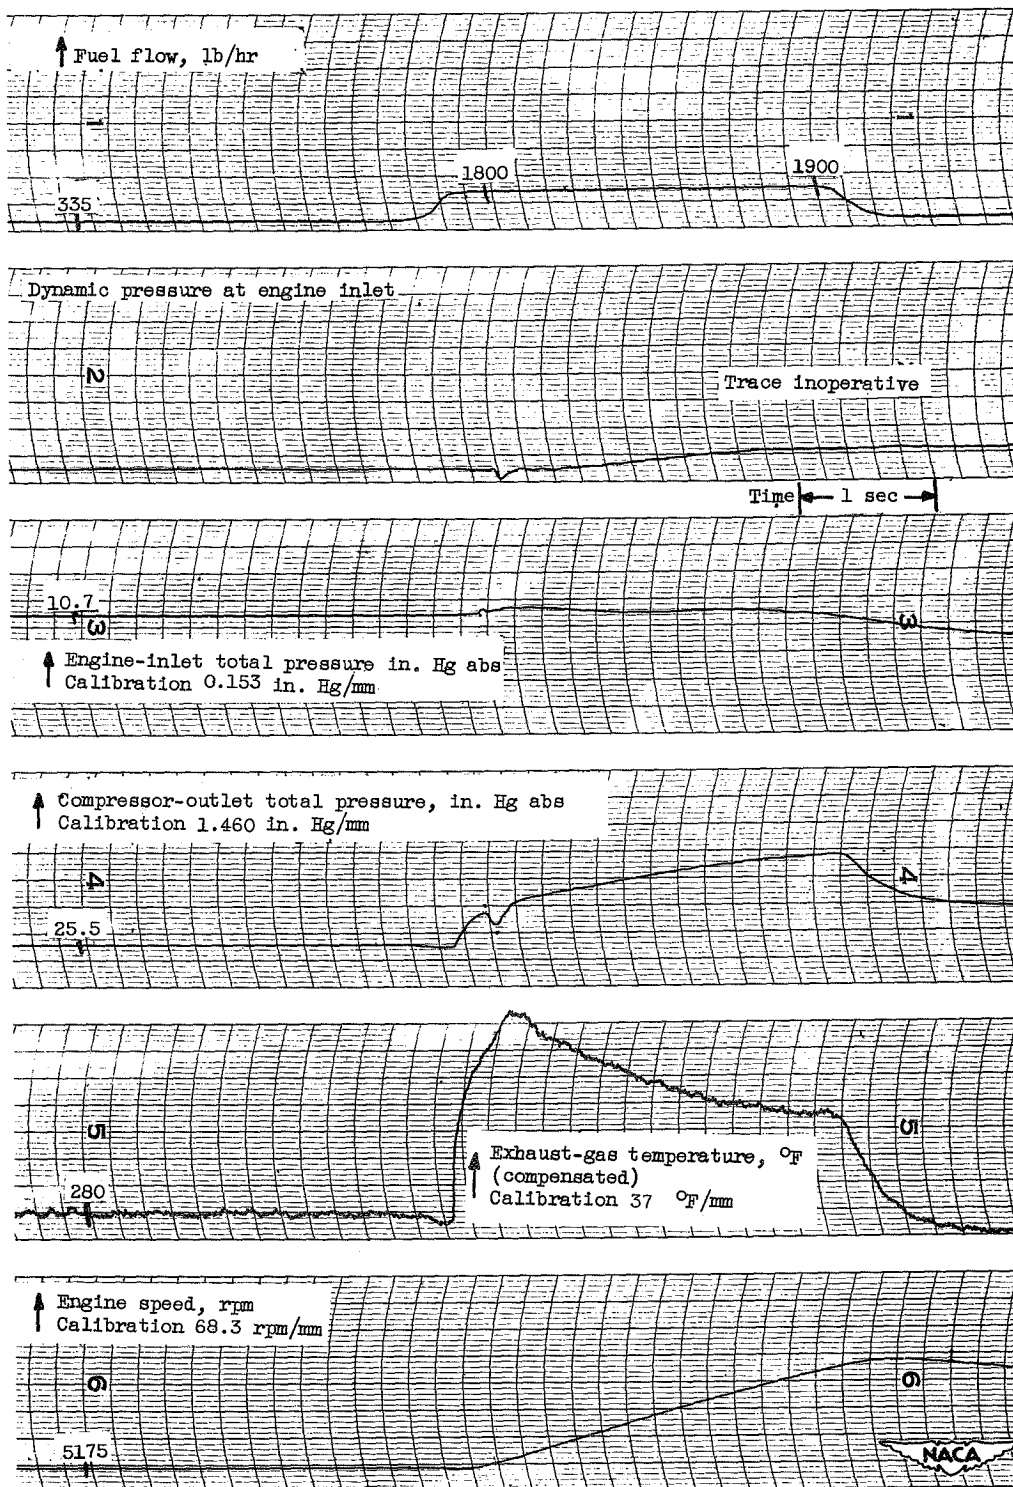 Fuel flow, lb/hr
1
1
1800
1900
335
Dynamic pressure at engine inlet
2
Trace inoperative
Time 1 sec
10.7
3
3
Engine-inlet total pressure in. Hg abs
Calibration 0.153 in. Hg/mm
Compressor-outlet total pressure, in. Hg abs
Calibration 1.460 in. Hg/mm
4
4
25.5
5
5
Exhaust-gas temperature, °F
(compensated)
Calibration 37 °F/mm
280
Engine speed, rpm
Calibration 68.3 rpm/mm
6
6
5175
NACA